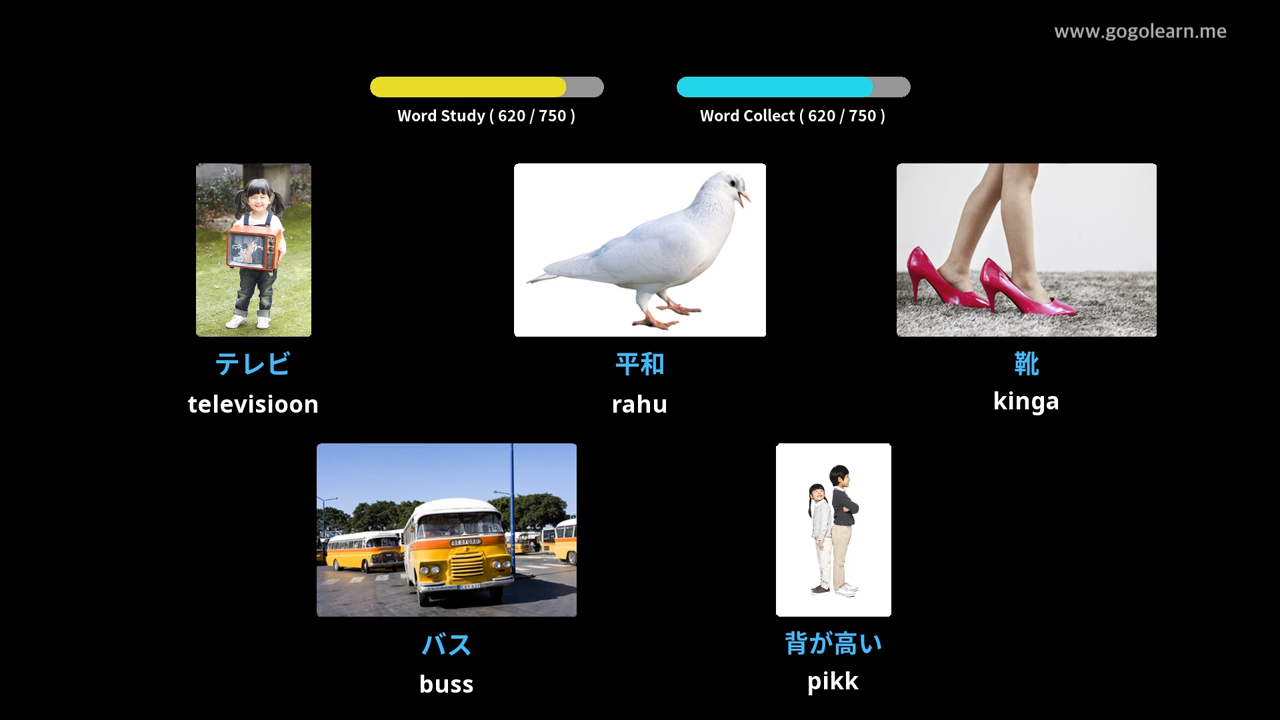 www.gogolearn.me
Word Study ( 620 / 750 )
Word Collect ( 620 / 750 )
テレビ
televisioon
平和
rahu
靴
kinga
バス
buss
背が高い
pikk